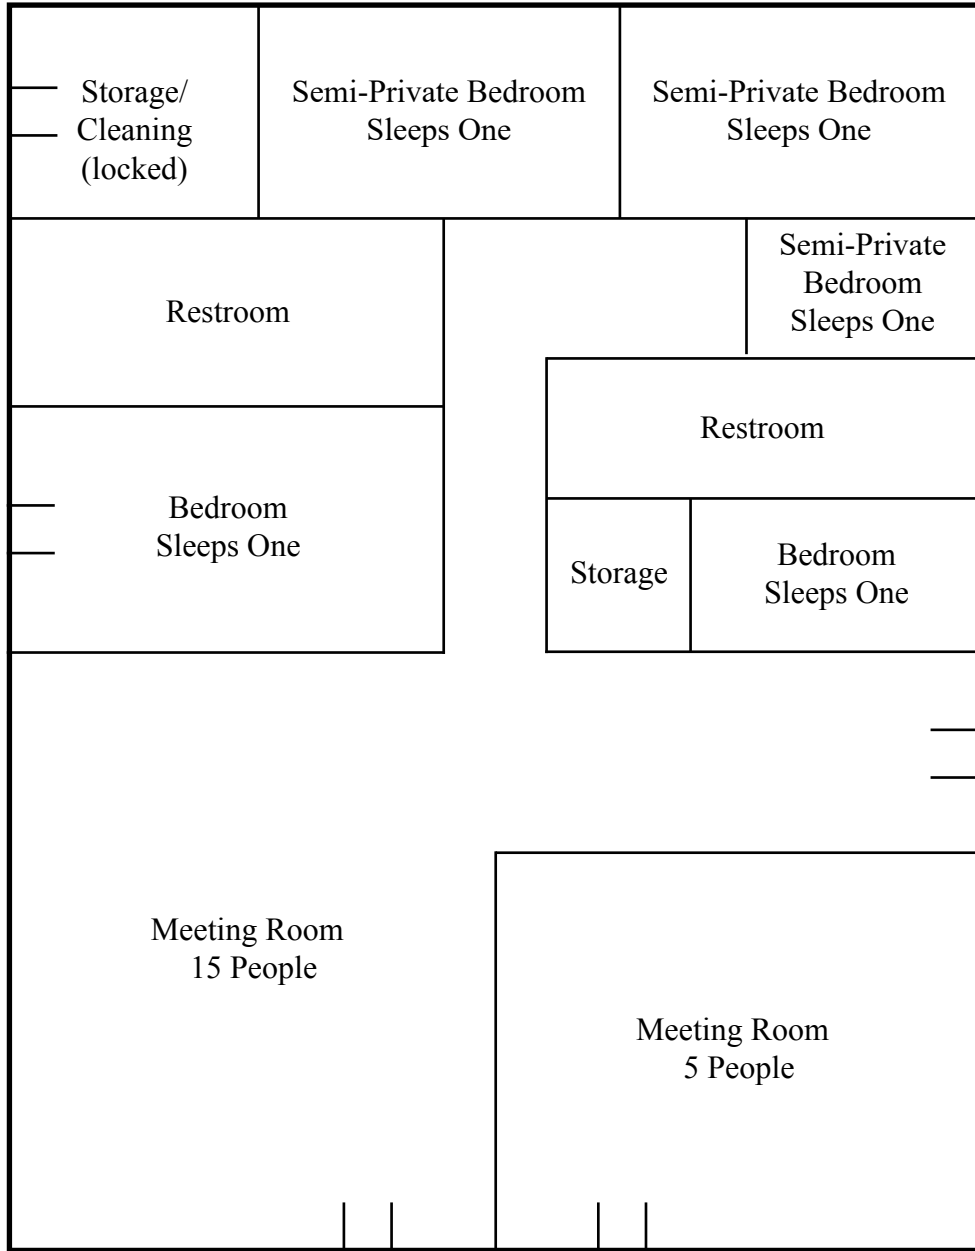 Storage/
Cleaning
(locked)
Semi-Private Bedroom
Sleeps One
Semi-Private Bedroom
Sleeps One
Restroom
Semi-Private
Bedroom
Sleeps One
Restroom
Bedroom
Sleeps One
Storage
Bedroom
Sleeps One
Meeting Room
15 People
Meeting Room
5 People